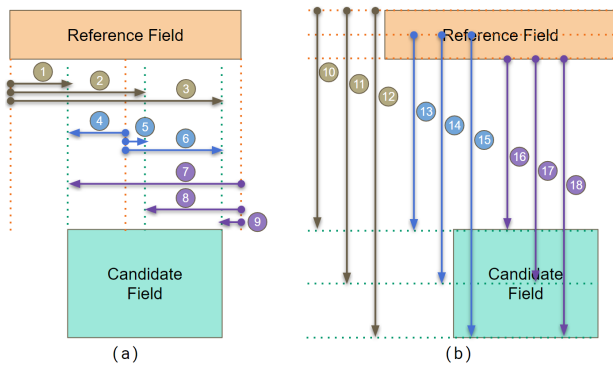 Reference Field
1
2
3
4
5
6
7
8
9
Candidate
Field
(a)
Reference Field
10
11
12
13
14
15
16
17
18
Candidate
Field
(b)